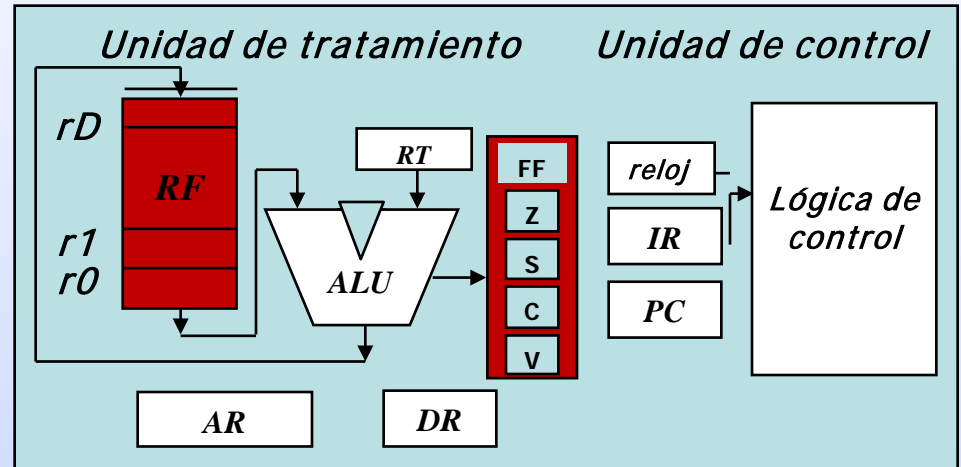 Unidad de tratamiento
Unidad de control
rD
RF
r1
r0
RT
ALU
FF
Z
S
C
V
reloj
IR
PC
Lógica de
control
AR
DR